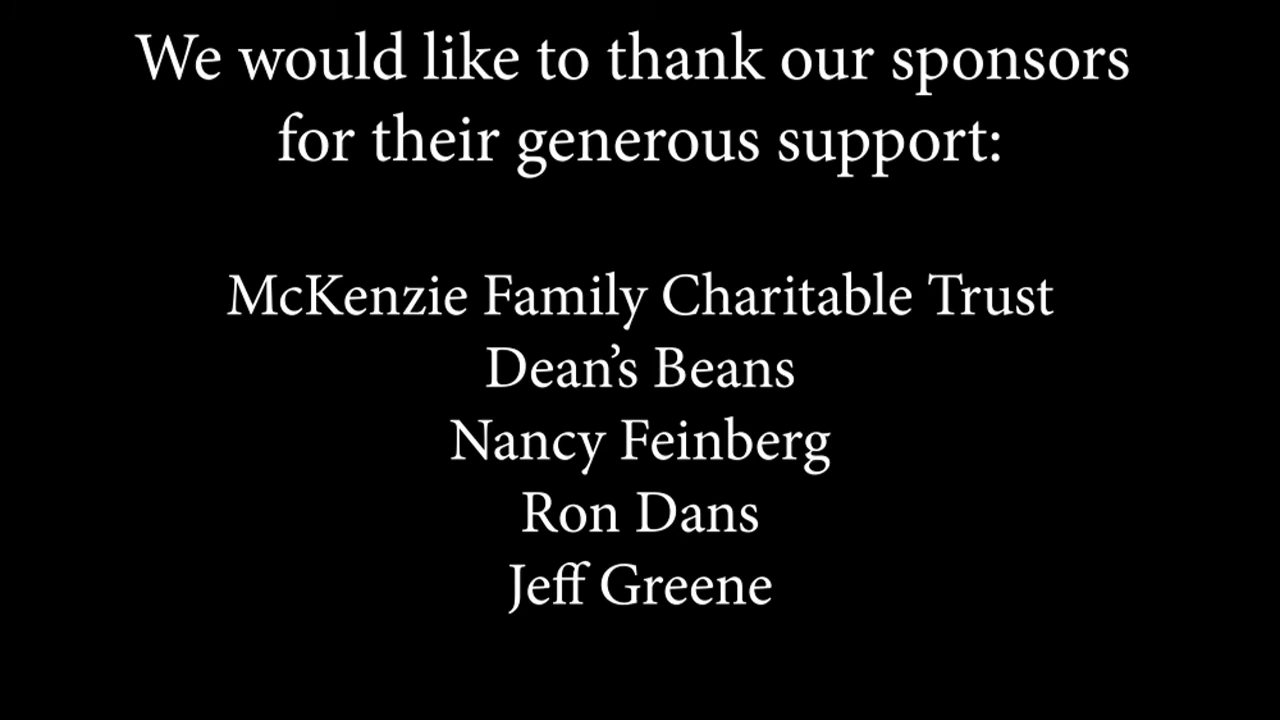 We would like to thank our sponsors
for their generous support:
McKenzie Family Charitable Trust
Dean’s Beans
Nancy Feinberg
Ron Dans
Jeff Greene